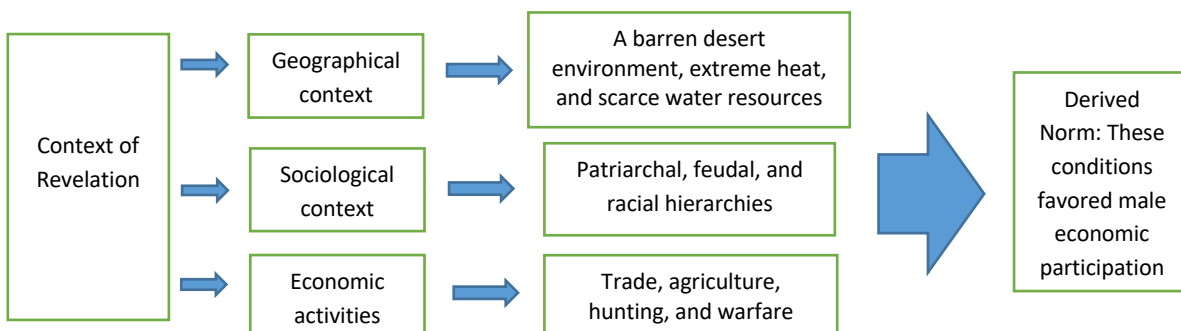 Context of
Revelation
Geographical
context
A barren desert
environment, extreme heat,
and scarce water resources
Sociological
context
Patriarchal, feudal, and
racial hierarchies
Economic
activities
Trade, agriculture,
hunting, and warfare
Derived
Norm: These
conditions
favored male
economic
participation